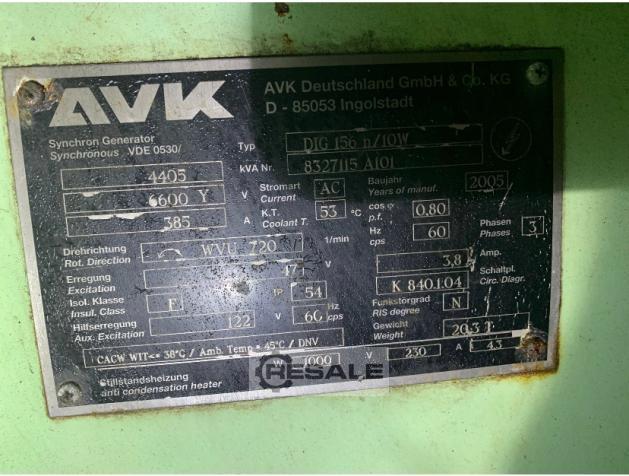 AVK
AVK Deutschland GmbH & Co. KG
D - 85053 Ingolstadt
Synchron Generator
Synchronous VDE 0530/
Typ DIG 156 n/10W
Nr. 8327115 A101
4405 kVA
6600 Y V
385 A
Stromart AC
Current
K.T. 53 °C
Coolant T.
Baujahr 2005
Years of manuf.
cos.φ 0,80
p.f.
Hz 60
cps
Phasen 3
Phases
Drehrichtung WVU 720 1/min
Rot. Direction
Erregung 47 V 3,8 Amp.
Excitation
Isol. Klasse F IP 54
Insul. Class
K 840.1.04 Schaltpl.
Circ.-Diagr.
Hilfserregung 122 V 60 Hz
Aux. Excitation cps
Funkstörgrad N
RIS degree
Gewicht 20,3 T
Weight
CACW WIT<= 38°C / Amb. Temp = 45°C / DNV
Stillstandsheizung W 1000 V 230 A 4,3
anti condensation heater
RESALE